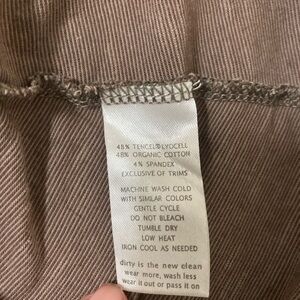 48% TENCEL® LYOCELL
48% ORGANIC COTTON
4% SPANDEX
EXCLUSIVE OF TRIMS
MACHINE WASH COLD
WITH SIMILAR COLORS
GENTLE CYCLE
DO NOT BLEACH
TUMBLE DRY
LOW HEAT
IRON COOL AS NEEDED
dirty is the new clean
wear more, wash less
wear it out or pass it on